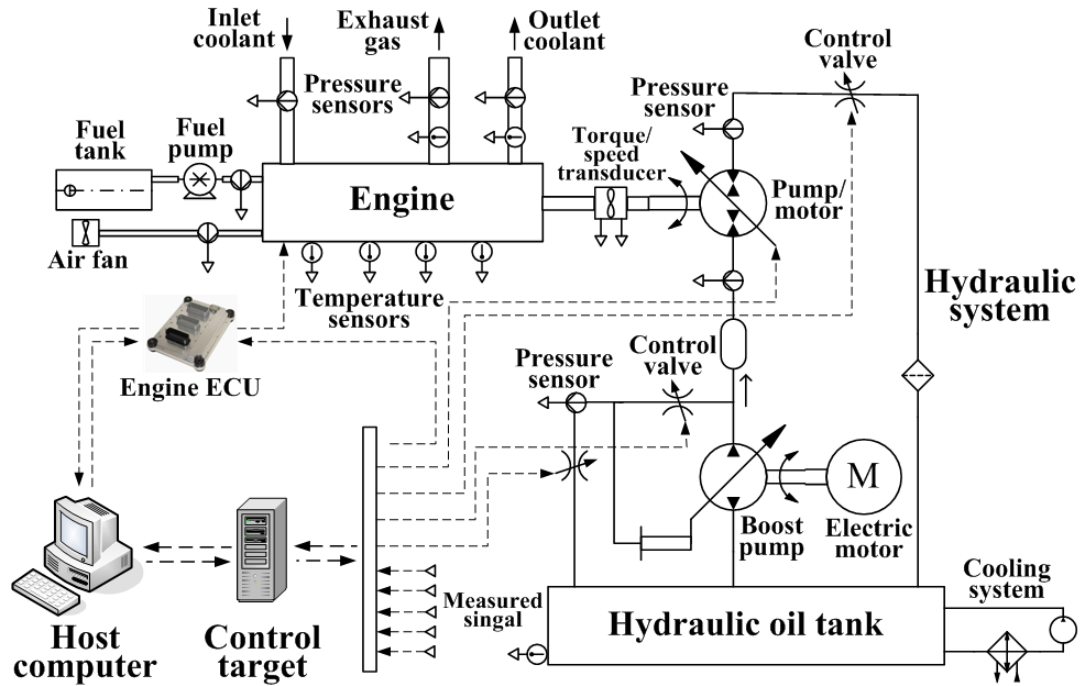 Inlet
coolant
Exhaust
gas
Outlet
coolant
Control
valve
Pressure
sensors
Pressure
sensor
Fuel
tank
Fuel
pump
Torque/
speed
transducer
Engine
Pump/
motor
Air fan
Temperature
sensors
Hydraulic
system
Engine ECU
Pressure
sensor
Control
valve
M
Boost
pump
Electric
motor
Measured
singal
Cooling
system
Hydraulic oil tank
Host
computer
Control
target